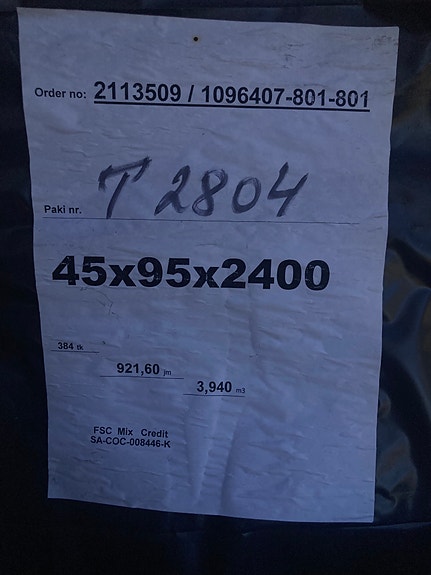 Order no: 2113509 / 1096407-801-801
Paki nr. T 2804
45x95x2400
384 tk
921,60 jm
3,940 m3
FSC Mix Credit
SA-COC-008446-K